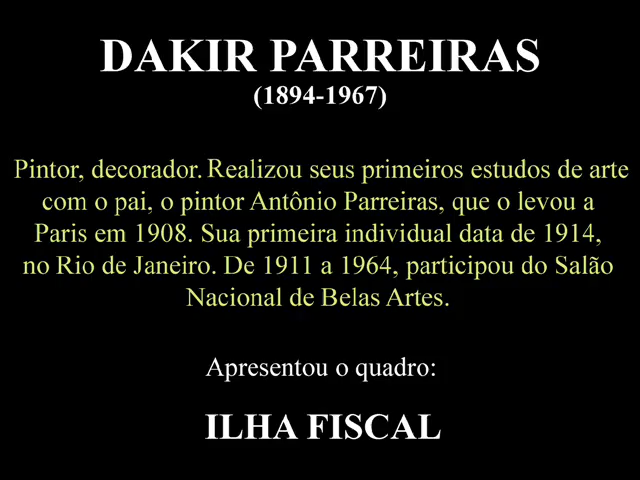 DAKIR PARREIRAS
(1894-1967)
Pintor, decorador. Realizou seus primeiros estudos de arte
com o pai, o pintor Antônio Parreiras, que o levou a
Paris em 1908. Sua primeira individual data de 1914,
no Rio de Janeiro. De 1911 a 1964, participou do Salão
Nacional de Belas Artes.
Apresentou o quadro:
ILHA FISCAL